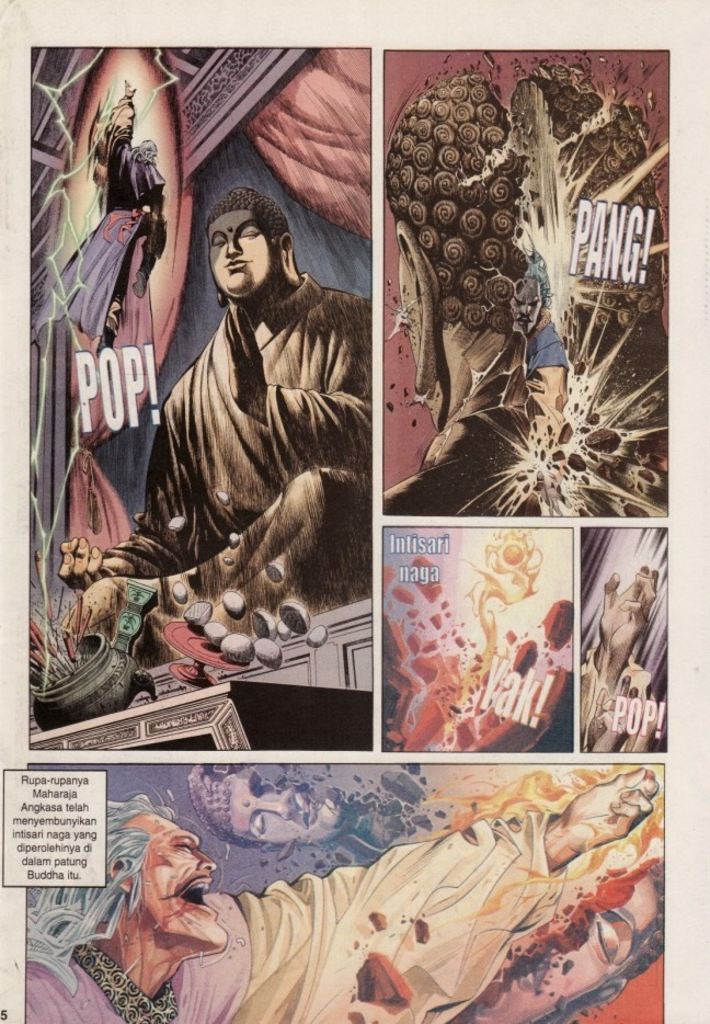 POP!
PANG!
Intisari
naga
Yak!
POP!
Rupa-rupanya
Maharaja
Angkasa telah
menyembunyikan
intisari naga yang
diperolehinya di
dalam patung
Buddha itu.
5